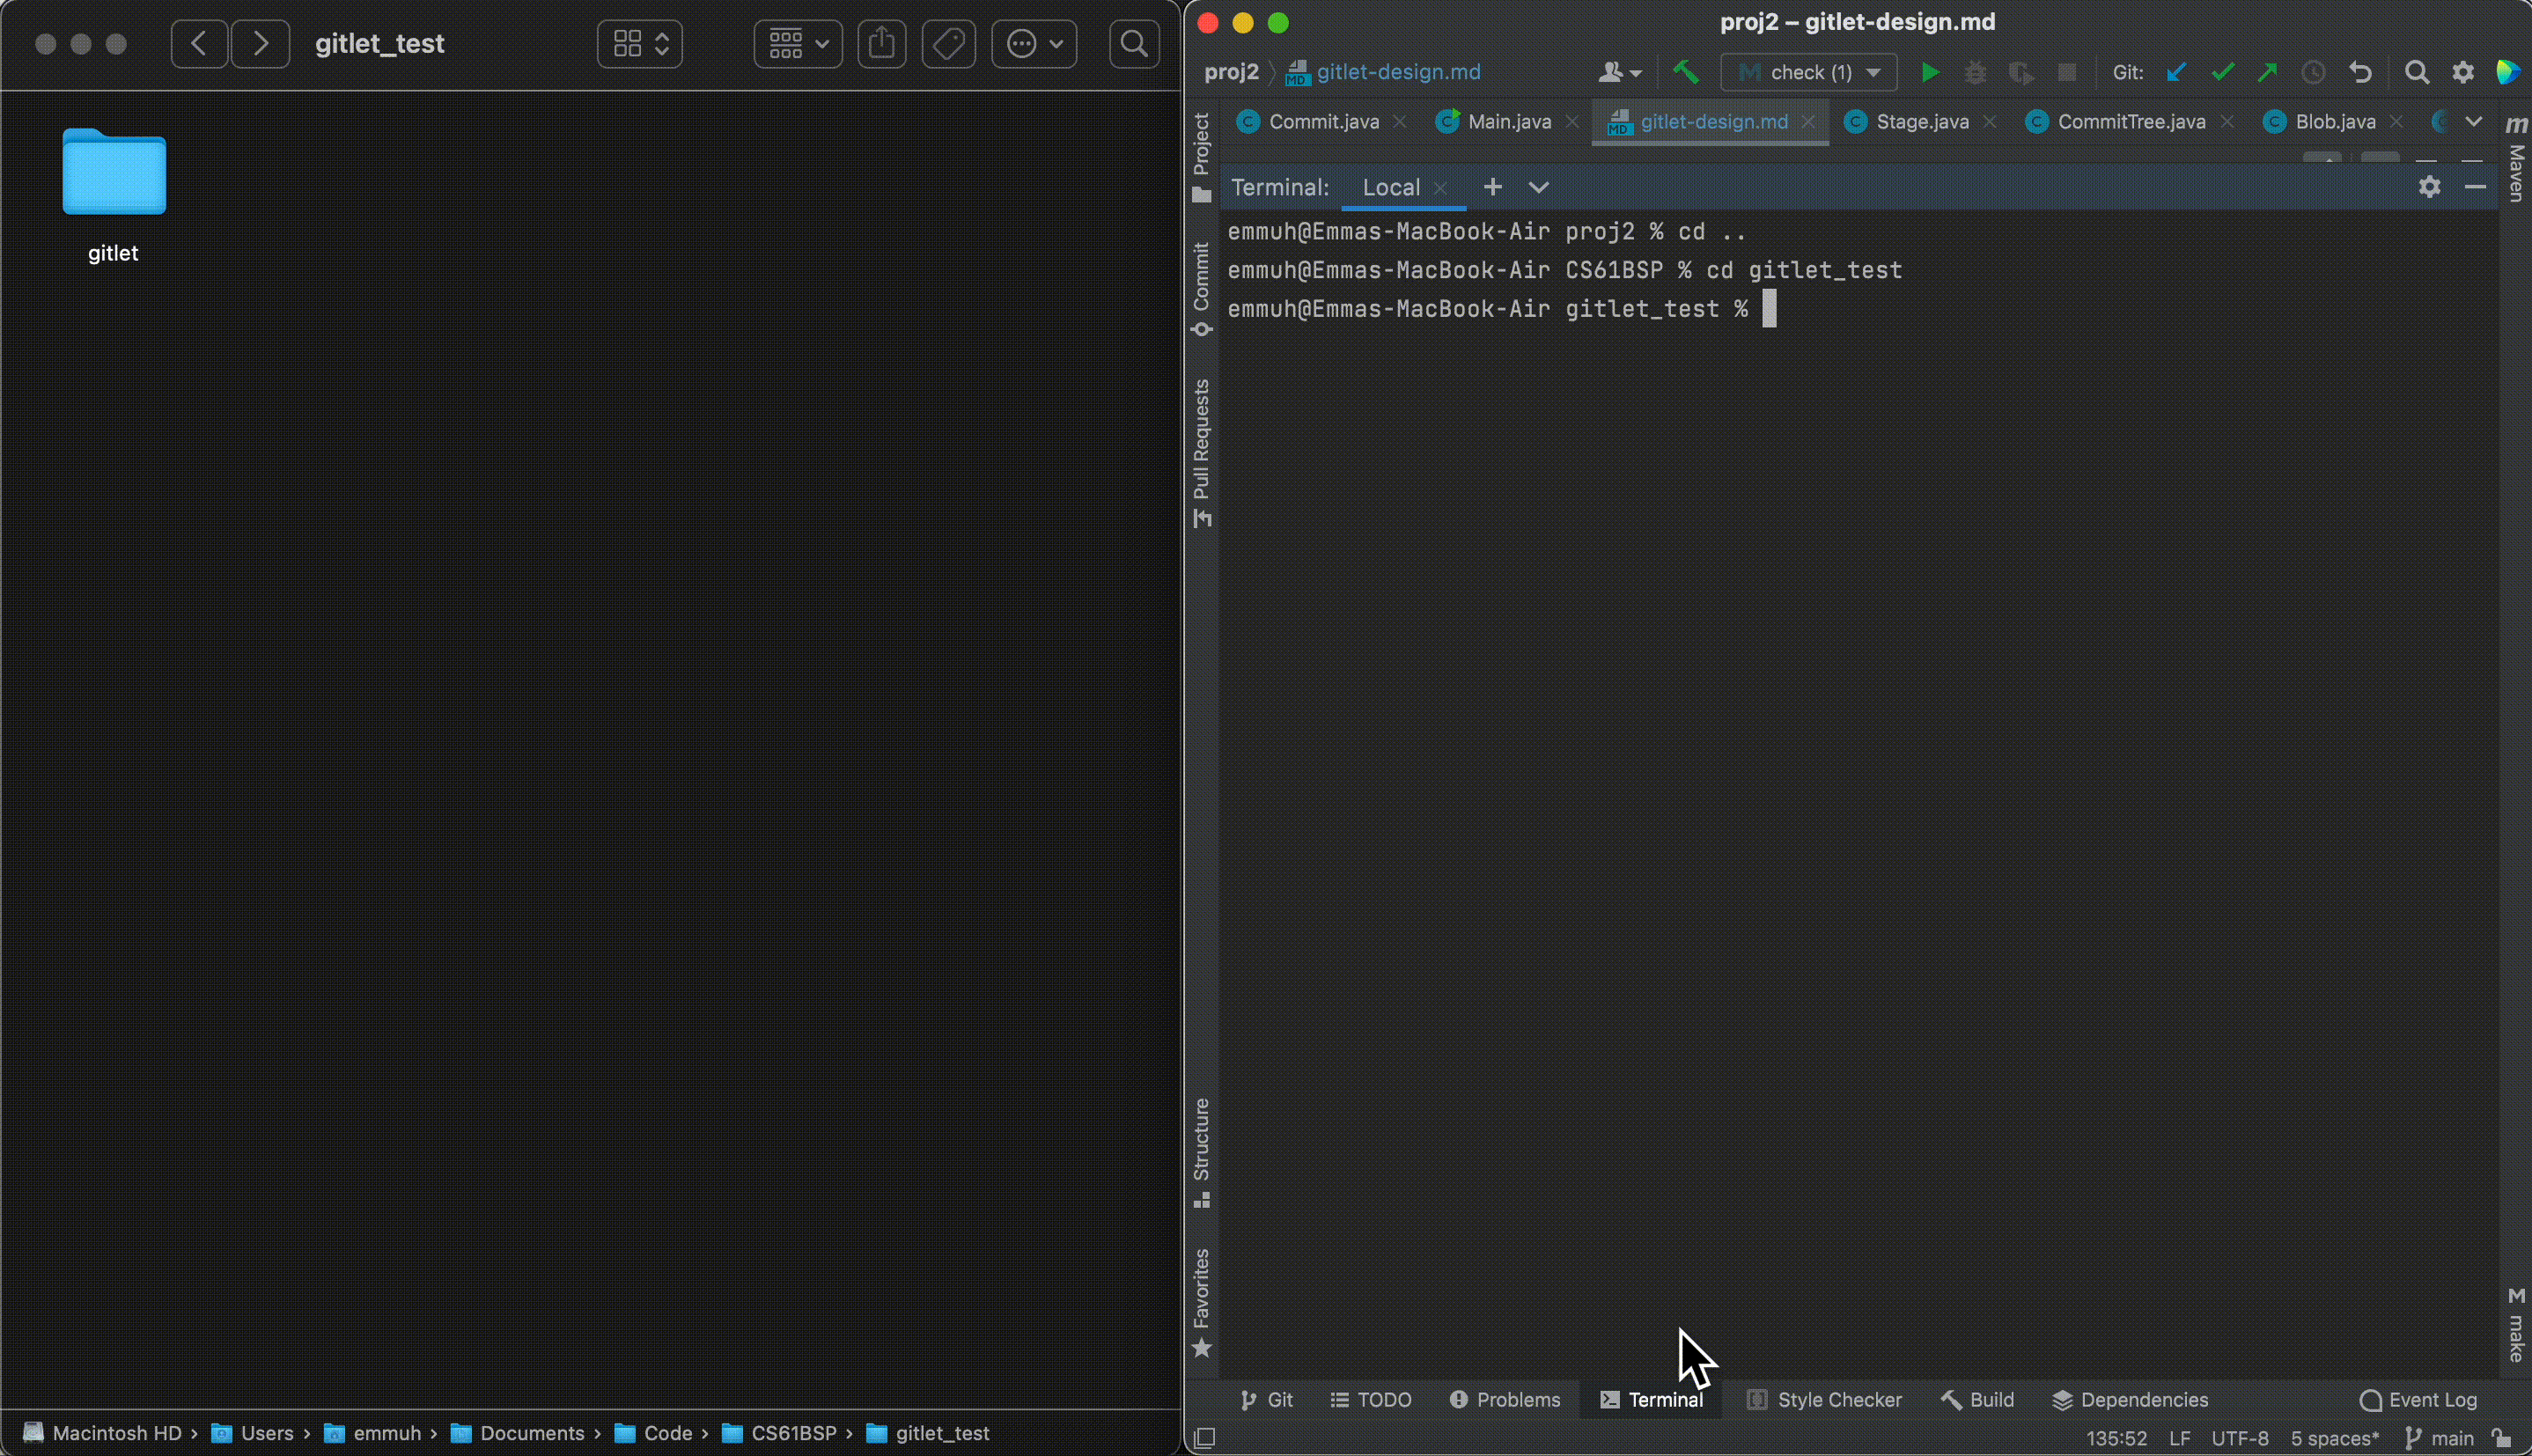 gitlet_test
gitlet
Macintosh HD › Users › emmuh › Documents › Code › CS61BSP › gitlet_test
proj2 – gitlet-design.md
proj2 gitlet-design.md check (1) Git:
Commit.java Main.java gitlet-design.md Stage.java CommitTree.java Blob.java
Terminal: Local
emmuh@Emmas-MacBook-Air proj2 % cd ..
emmuh@Emmas-MacBook-Air CS61BSP % cd gitlet_test
emmuh@Emmas-MacBook-Air gitlet_test %
Project
Commit
Pull Requests
Structure
Favorites
Maven
make
Git TODO Problems Terminal Style Checker Build Dependencies Event Log
135:52 LF UTF-8 5 spaces* main